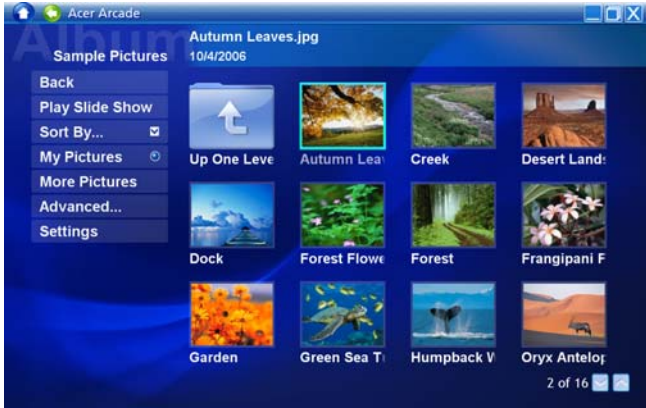 Acer Arcade
Album
Autumn Leaves.jpg
Sample Pictures
10/4/2006
Back
Play Slide Show
Sort By...
My Pictures
More Pictures
Advanced...
Settings
Up One Leve
Autumn Lea
Creek
Desert Lands
Dock
Forest Flowe
Forest
Frangipani F
Garden
Green Sea T
Humpback W
Oryx Antelop
2 of 16